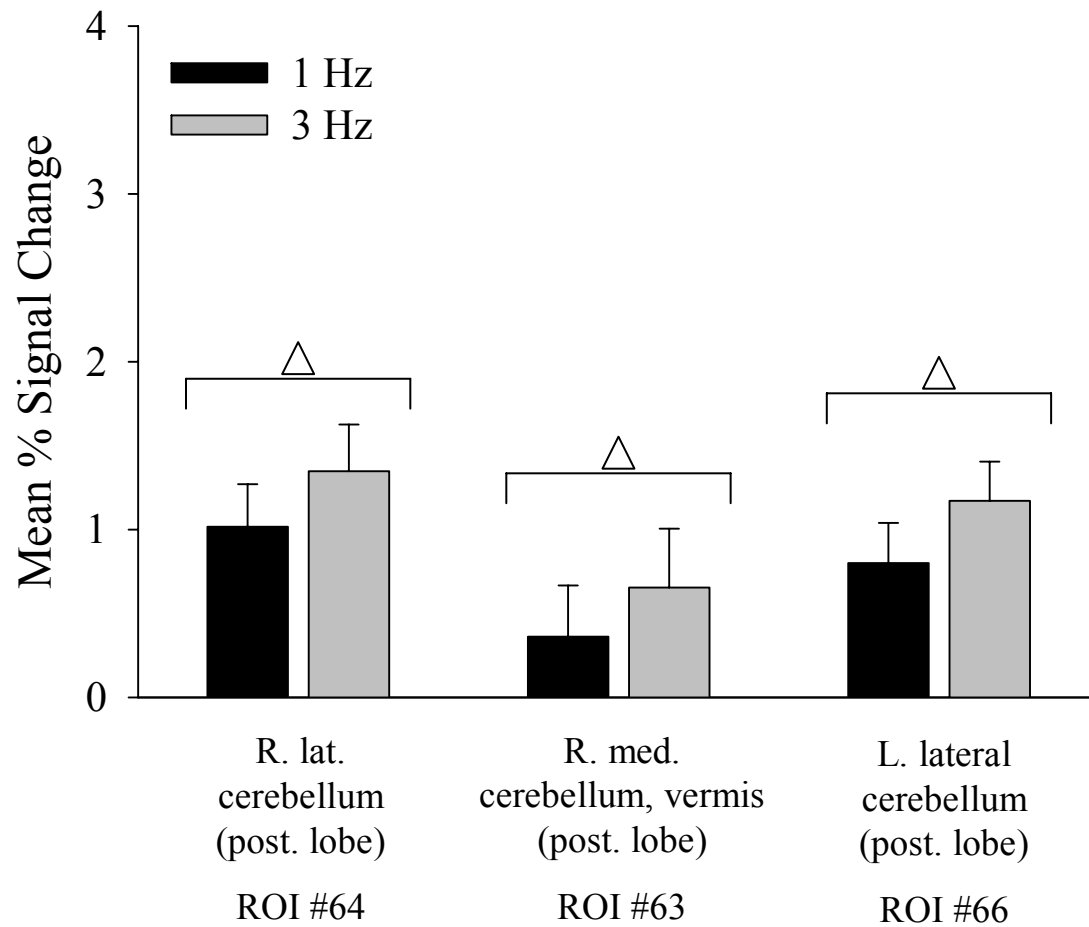 4
3
2
1
0
Mean % Signal Change
1 Hz
3 Hz
△
△
△
R. lat.
cerebellum
(post. lobe)
ROI #64
R. med.
cerebellum, vermis
(post. lobe)
ROI #63
L. lateral
cerebellum
(post. lobe)
ROI #66